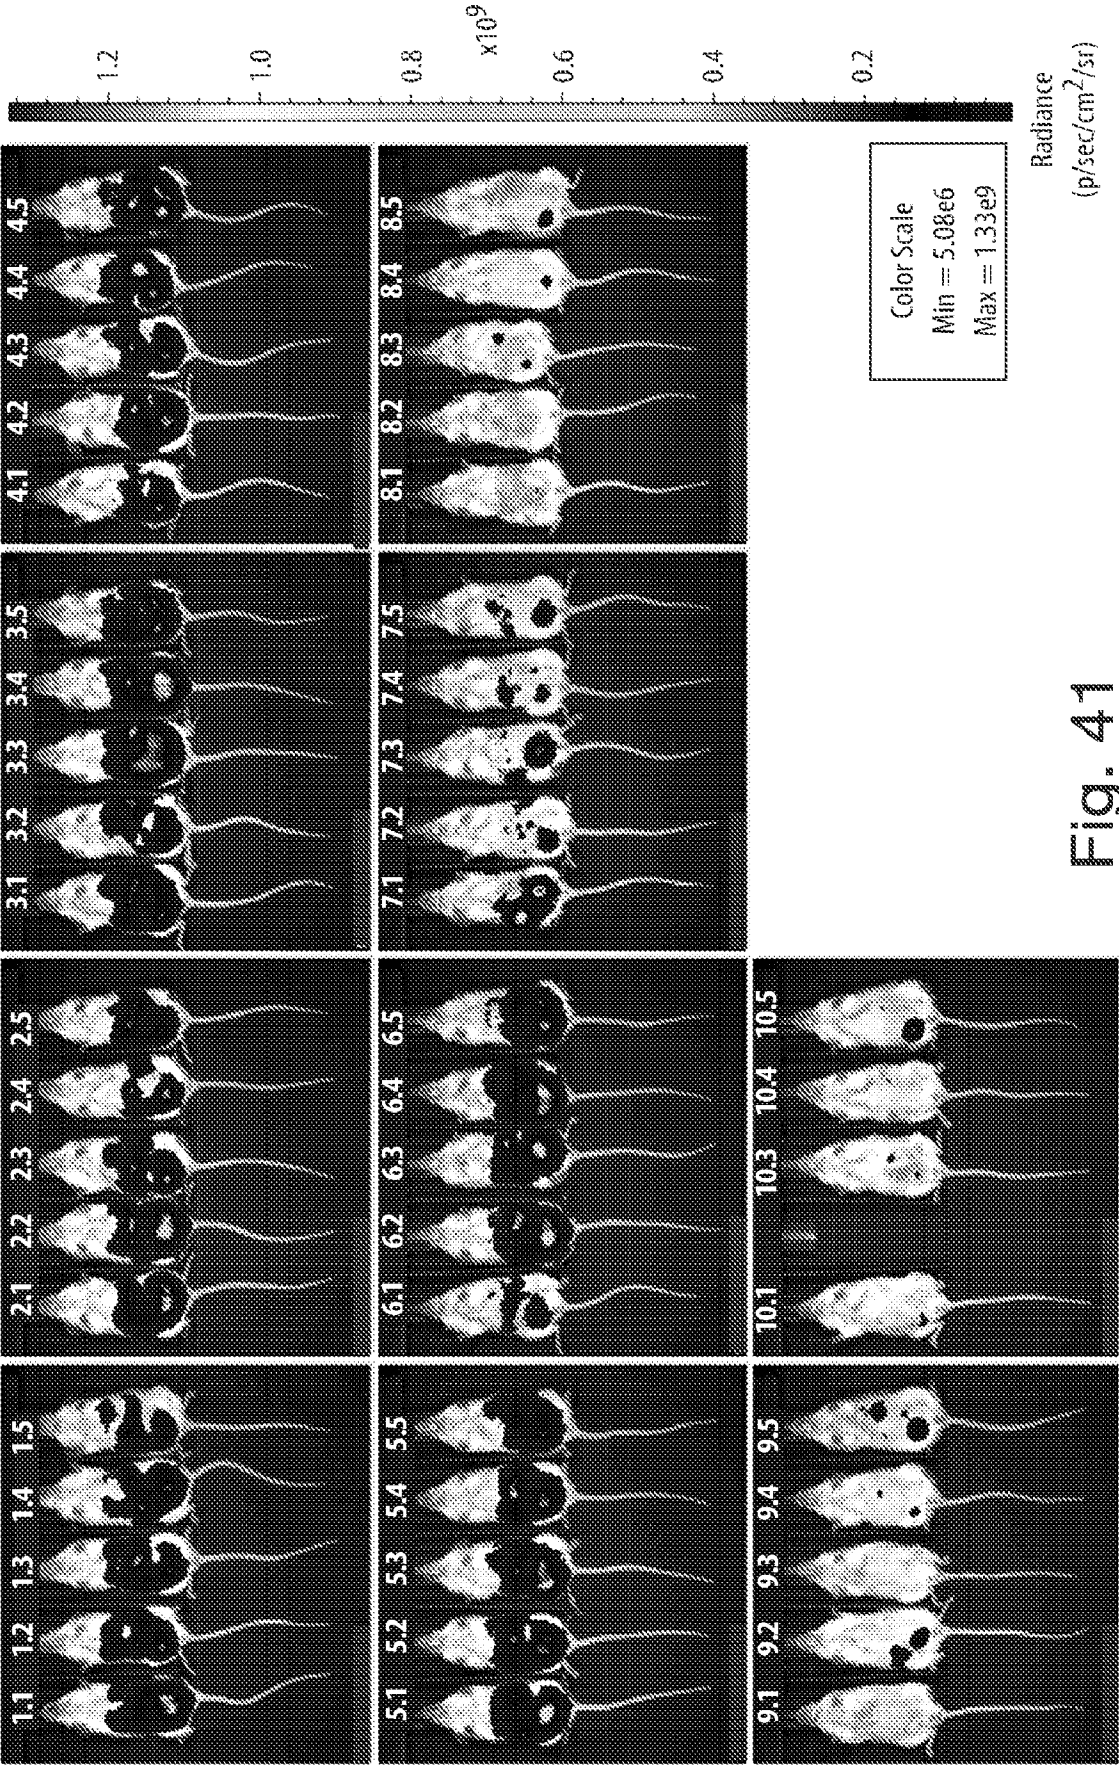 1.1 1.2 1.3 1.4 1.5
2.1 2.2 2.3 2.4 2.5
3.1 3.2 3.3 3.4 3.5
4.1 4.2 4.3 4.4 4.5
5.1 5.2 5.3 5.4 5.5
6.1 6.2 6.3 6.4 6.5
7.1 7.2 7.3 7.4 7.5
8.1 8.2 8.3 8.4 8.5
9.1 9.2 9.3 9.4 9.5
10.1 10.3 10.4 10.5
1.2
1.0
0.8
x10⁹
0.6
0.4
0.2
Radiance
(p/sec/cm²/sr)
Color Scale
Min = 5.08e6
Max = 1.33e9
Fig. 41